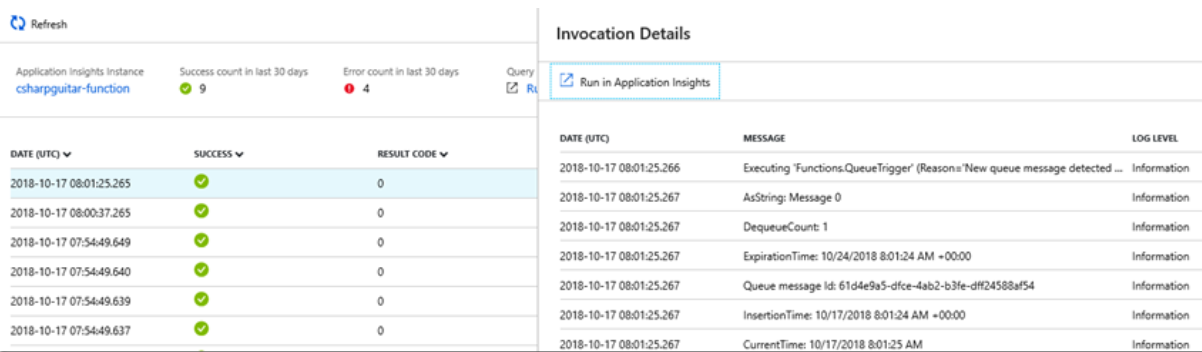 Refresh
Application Insights Instance Success count in last 30 days Error count in last 30 days Query
csharpguitar-function 9 4
DATE (UTC) SUCCESS RESULT CODE
2018-10-17 08:01:25.265 0
2018-10-17 08:00:37.265 0
2018-10-17 07:54:49.649 0
2018-10-17 07:54:49.640 0
2018-10-17 07:54:49.639 0
2018-10-17 07:54:49.637 0
Invocation Details
Run in Application Insights
DATE (UTC) MESSAGE LOG LEVEL
2018-10-17 08:01:25.266 Executing 'Functions.QueueTrigger' (Reason='New queue message detected ... Information
2018-10-17 08:01:25.267 AsString: Message 0 Information
2018-10-17 08:01:25.267 DequeueCount: 1 Information
2018-10-17 08:01:25.267 ExpirationTime: 10/24/2018 8:01:24 AM +00:00 Information
2018-10-17 08:01:25.267 Queue message Id: 61d4e9a5-dfce-4ab2-b3fe-dff24588af54 Information
2018-10-17 08:01:25.267 InsertionTime: 10/17/2018 8:01:24 AM +00:00 Information
2018-10-17 08:01:25.267 CurrentTime: 10/17/2018 8:01:25 AM Information